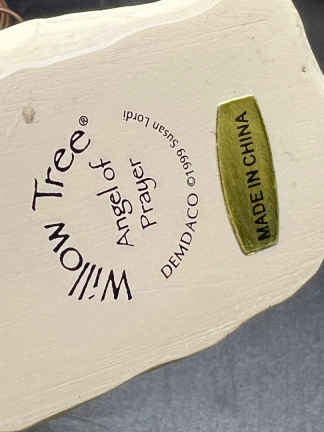 Willow Tree®
Angel of
Prayer
DEMDACO ©1999 Susan Lordi
MADE IN CHINA